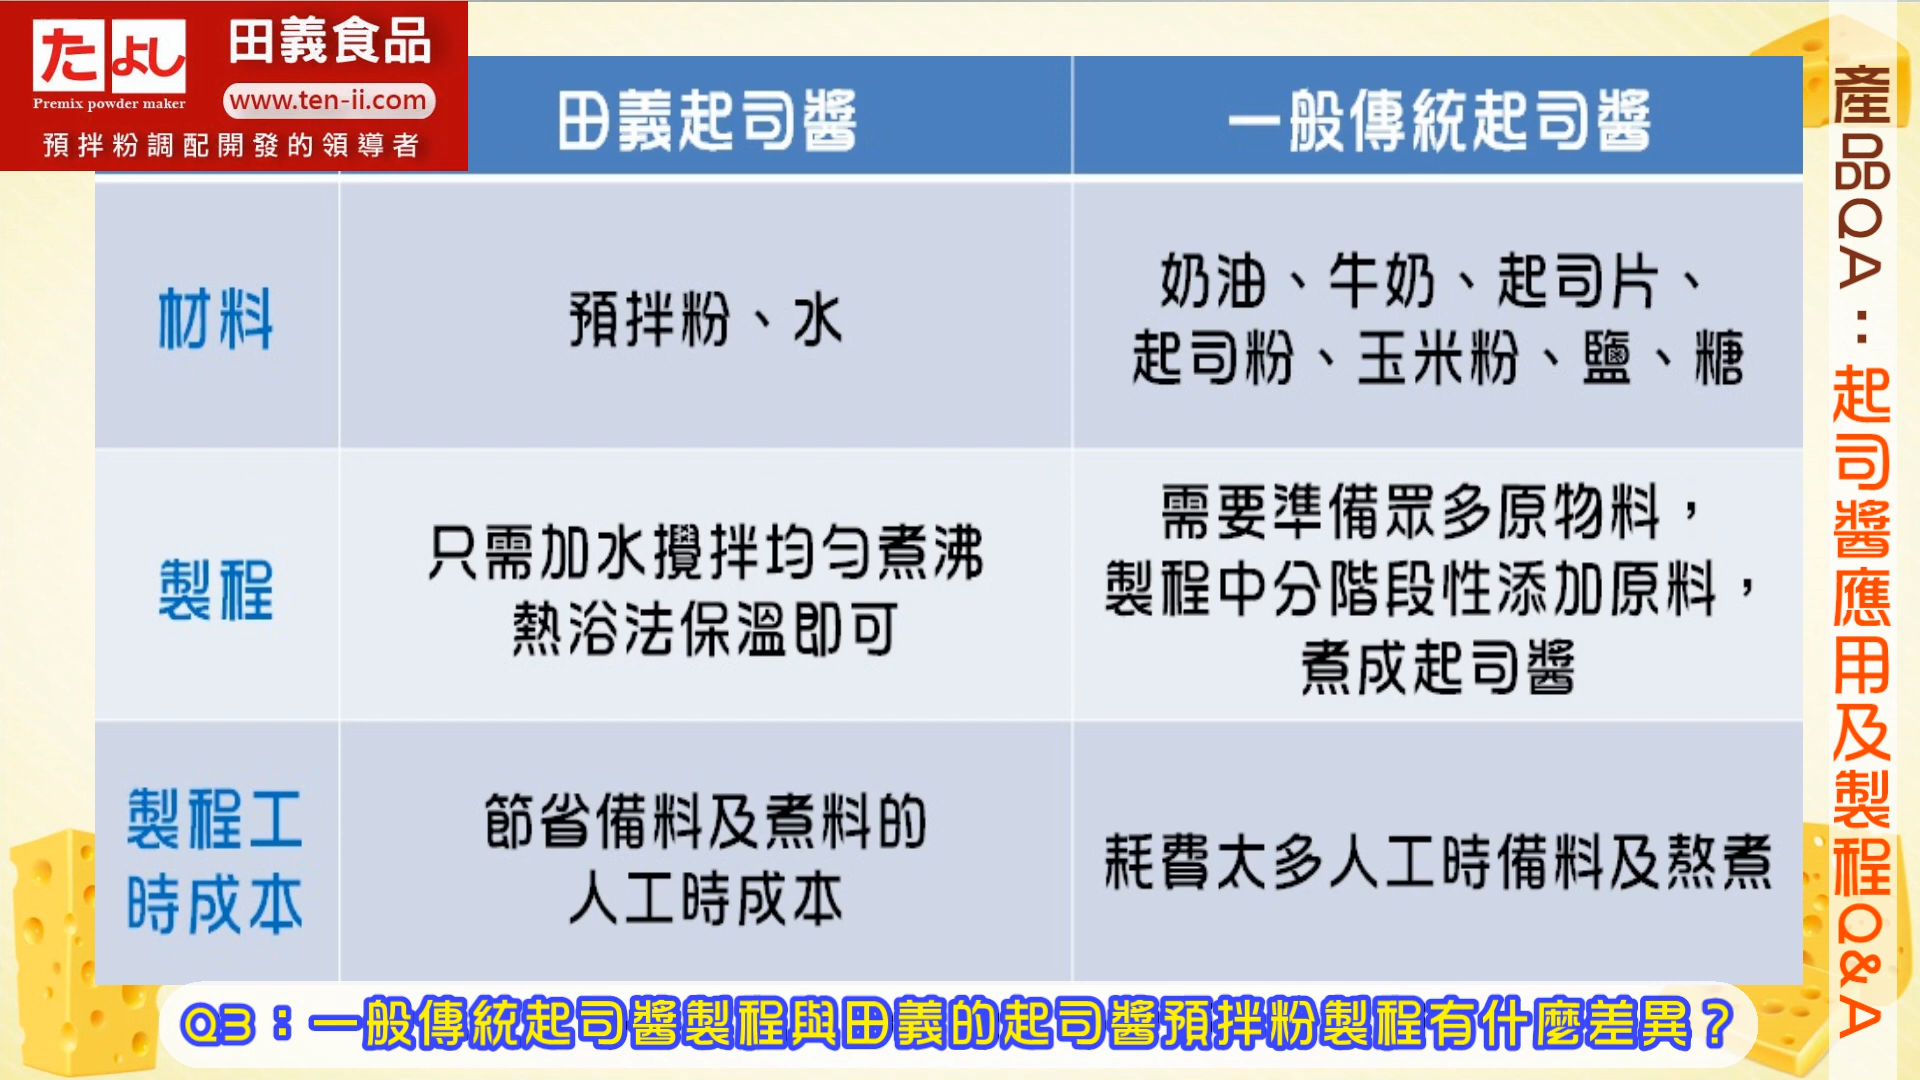 たよし
Premix powder maker
田義食品
www.ten-ii.com
預拌粉調配開發的領導者
田義起司醬
一般傳統起司醬
材料
預拌粉、水
奶油、牛奶、起司片、
起司粉、玉米粉、鹽、糖
製程
只需加水攪拌均勻煮沸
熱浴法保溫即可
需要準備眾多原物料，
製程中分階段性添加原料，
煮成起司醬
製程工
時成本
節省備料及煮料的
人工時成本
耗費太多人工時備料及熬煮
產品QA：起司醬應用及製程Q&A
Q3：一般傳統起司醬製程與田義的起司醬預拌粉製程有什麼差異？